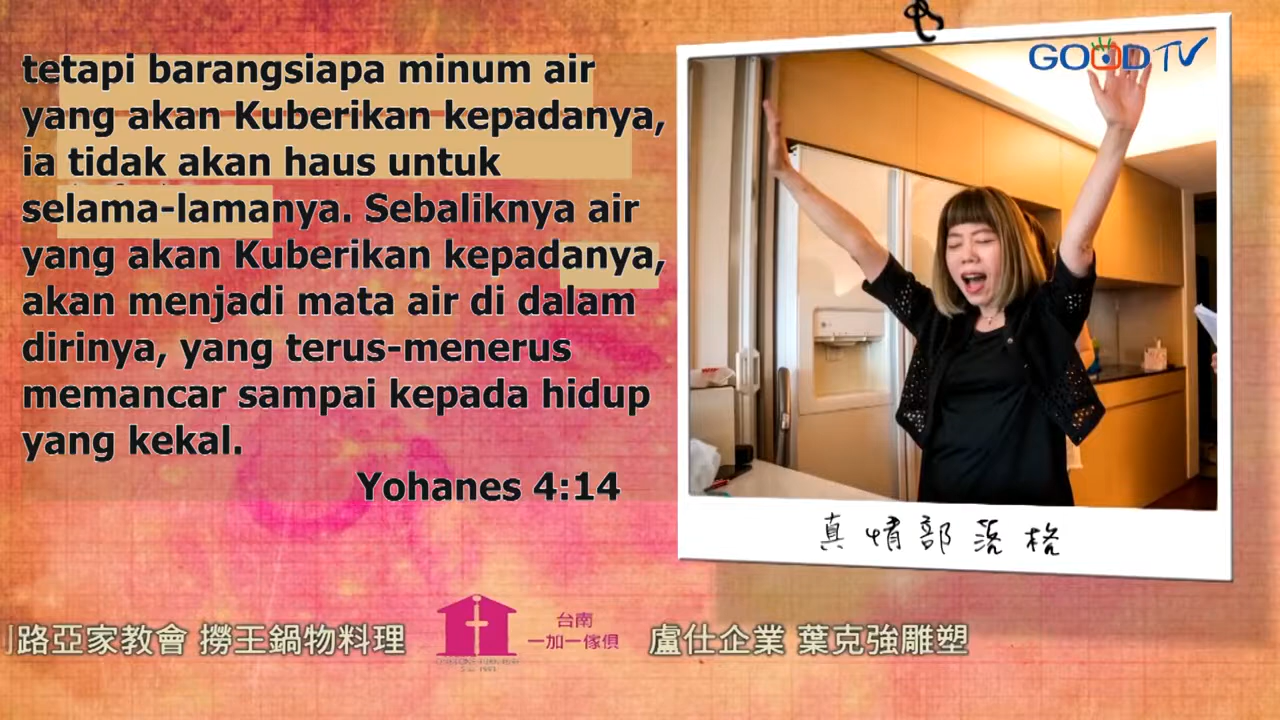 tetapi barangsiapa minum air
yang akan Kuberikan kepadanya,
ia tidak akan haus untuk
selama-lamanya. Sebaliknya air
yang akan Kuberikan kepadanya,
akan menjadi mata air di dalam
dirinya, yang terus-menerus
memancar sampai kepada hidup
yang kekal.
Yohanes 4:14
GOOD TV
真情部落格
路亞家教會 撈王鍋物料理
台南
一加一傢俱
盧仕企業 葉克強雕塑